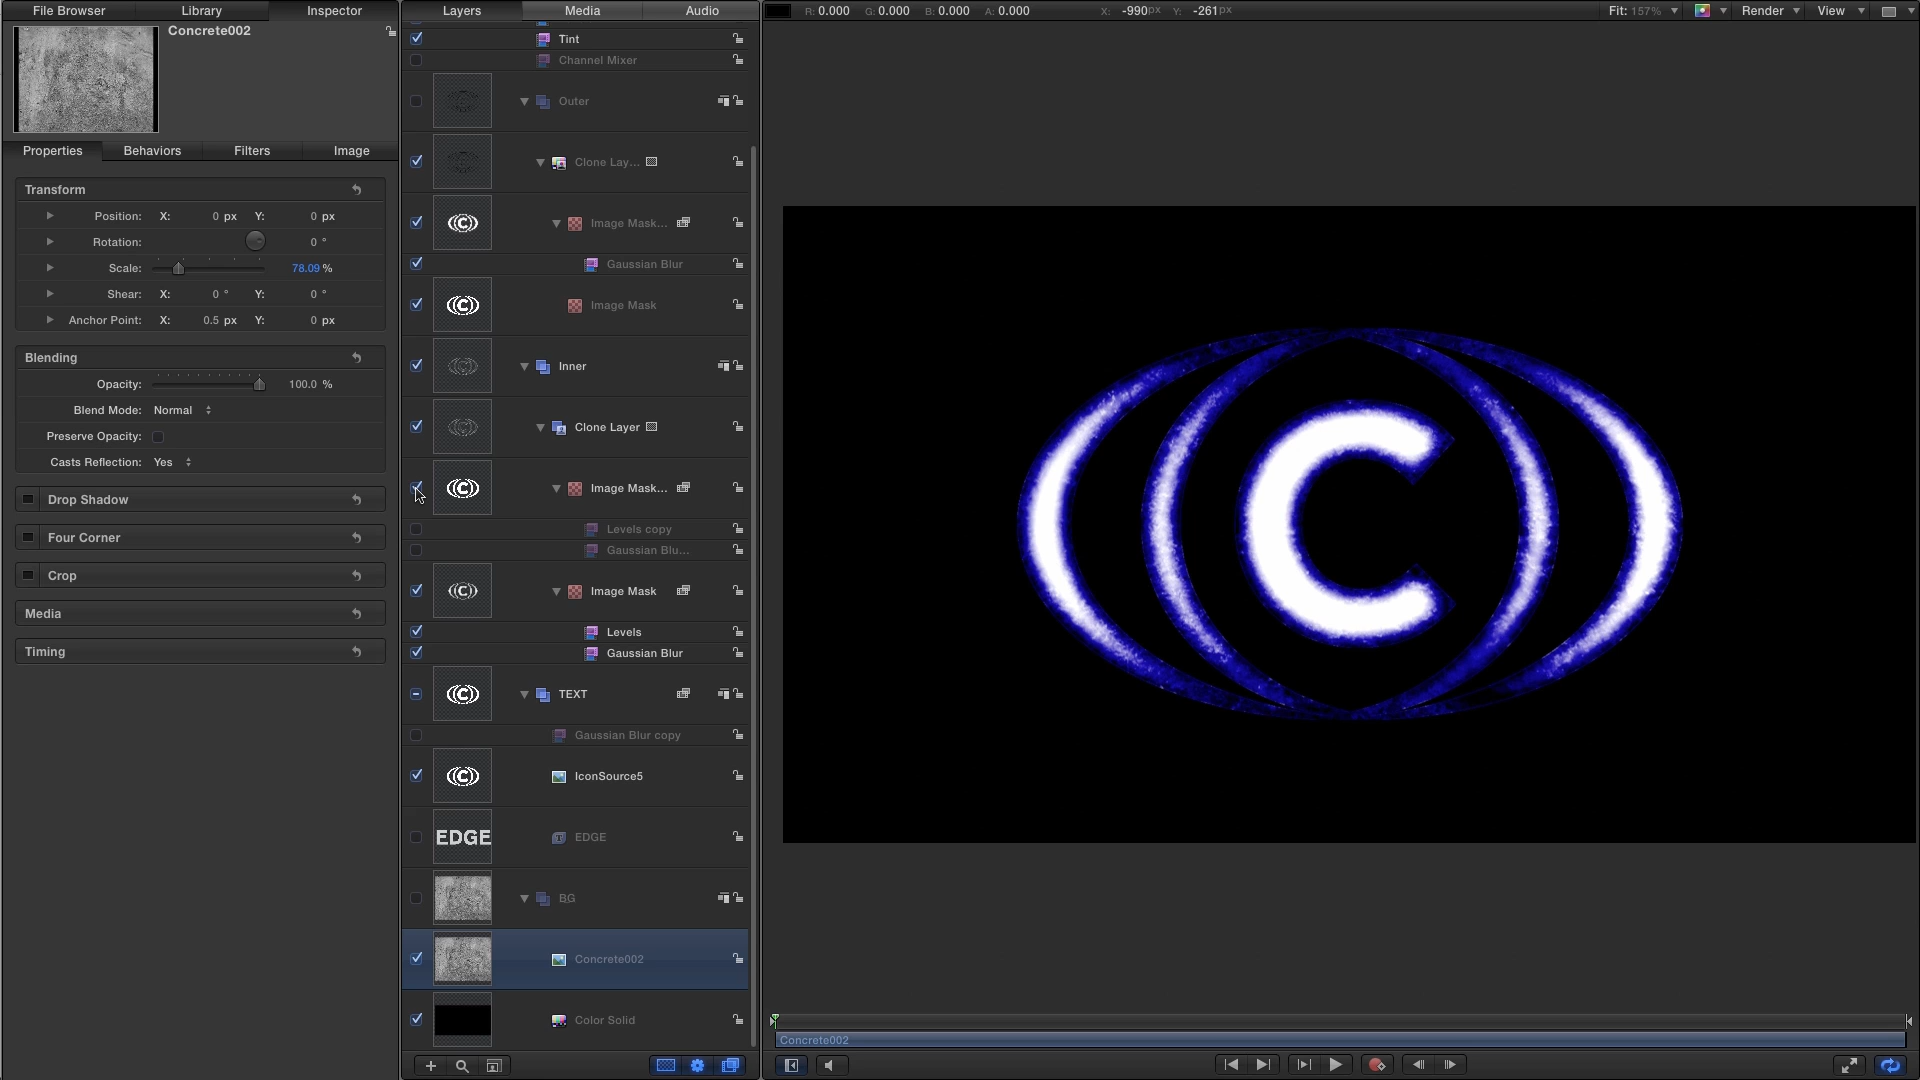 File Browser
Library
Inspector
Concrete002
Properties
Behaviors
Filters
Image
Transform
Position: X: 0 px Y: 0 px
Rotation: 0 °
Scale: 78.09 %
Shear: X: 0 ° Y: 0 °
Anchor Point: X: 0.5 px Y: 0 px
Blending
Opacity: 100.0 %
Blend Mode: Normal
Preserve Opacity:
Casts Reflection: Yes
Drop Shadow
Four Corner
Crop
Media
Timing
Layers
Media
Audio
Tint
Channel Mixer
Outer
Clone Lay...
Image Mask...
Gaussian Blur
Image Mask
Inner
Clone Layer
Image Mask...
Levels copy
Gaussian Blu...
Image Mask
Levels
Gaussian Blur
TEXT
Gaussian Blur copy
IconSource5
EDGE
EDGE
BG
Concrete002
Color Solid
R: 0.000 G: 0.000 B: 0.000 A: 0.000 X: -990px Y: -261px
Fit: 157%
Render
View
C
Concrete002